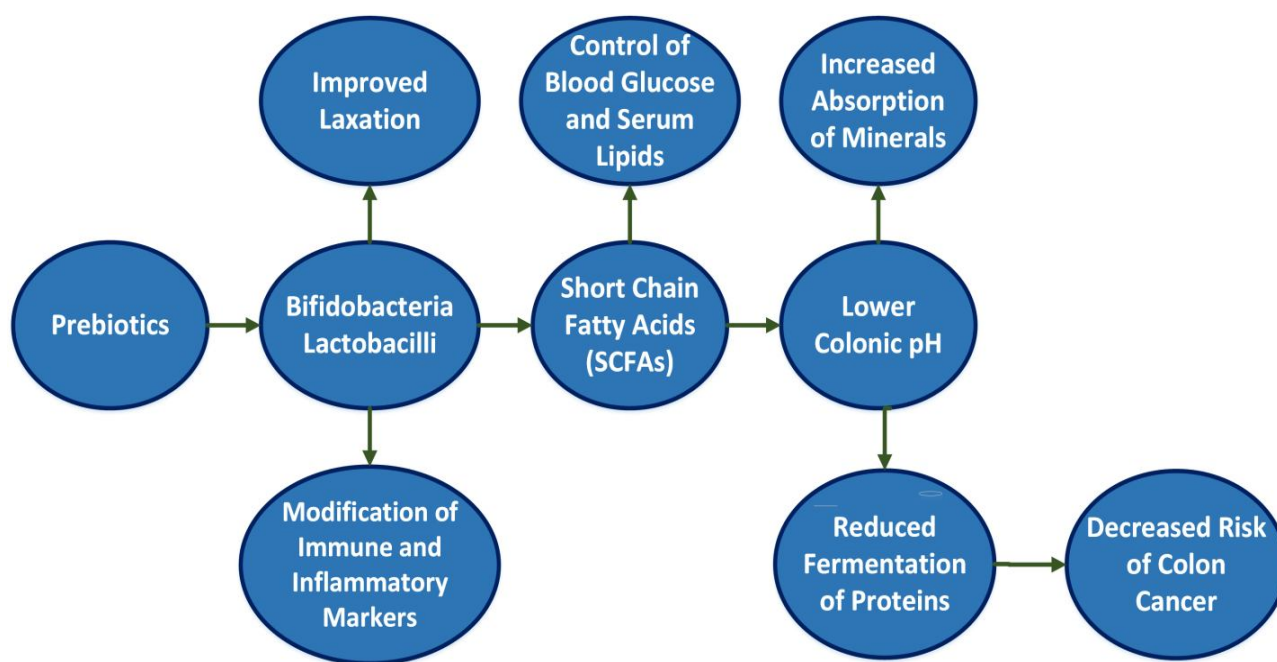 Improved
Laxation
Control of
Blood Glucose
and Serum
Lipids
Increased
Absorption
of Minerals
Prebiotics
Bifidobacteria
Lactobacilli
Short Chain
Fatty Acids
(SCFAs)
Lower
Colonic pH
Modification of
Immune and
Inflammatory
Markers
Reduced
Fermentation
of Proteins
Decreased Risk
of Colon
Cancer